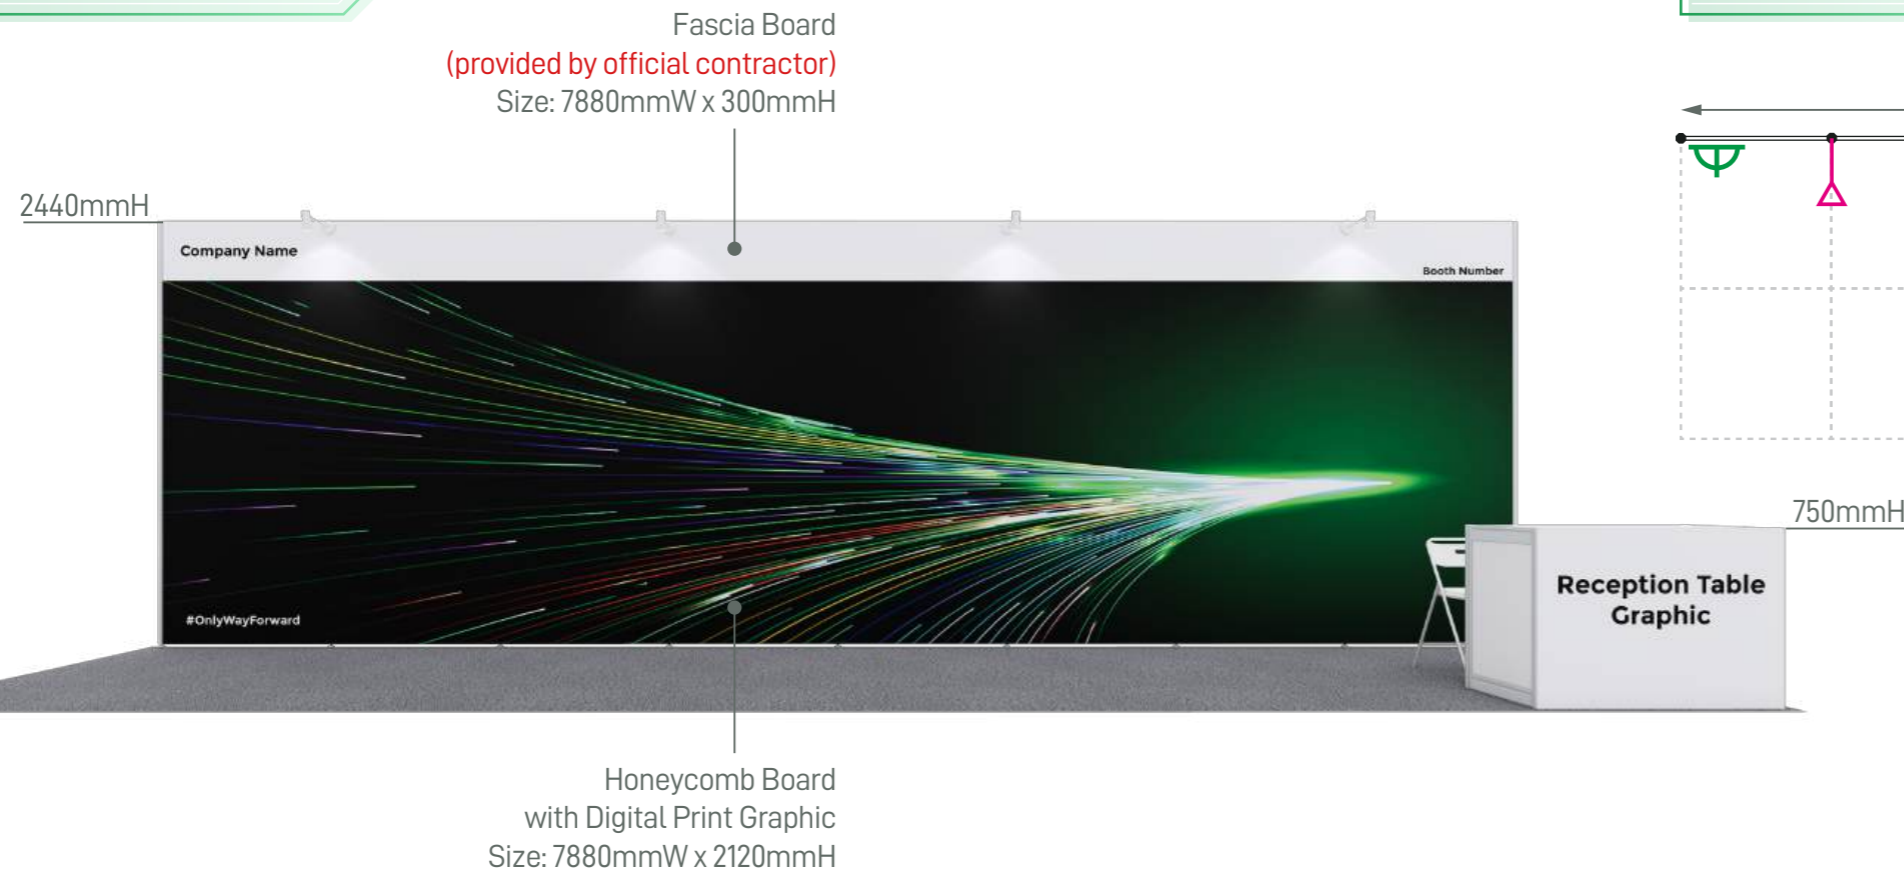 Fascia Board
(provided by official contractor)
Size: 7880mmW x 300mmH
2440mmH
Company Name
Booth Number
#OnlyWayForward
750mmH
Reception Table
Graphic
Honeycomb Board
with Digital Print Graphic
Size: 7880mmW x 2120mmH